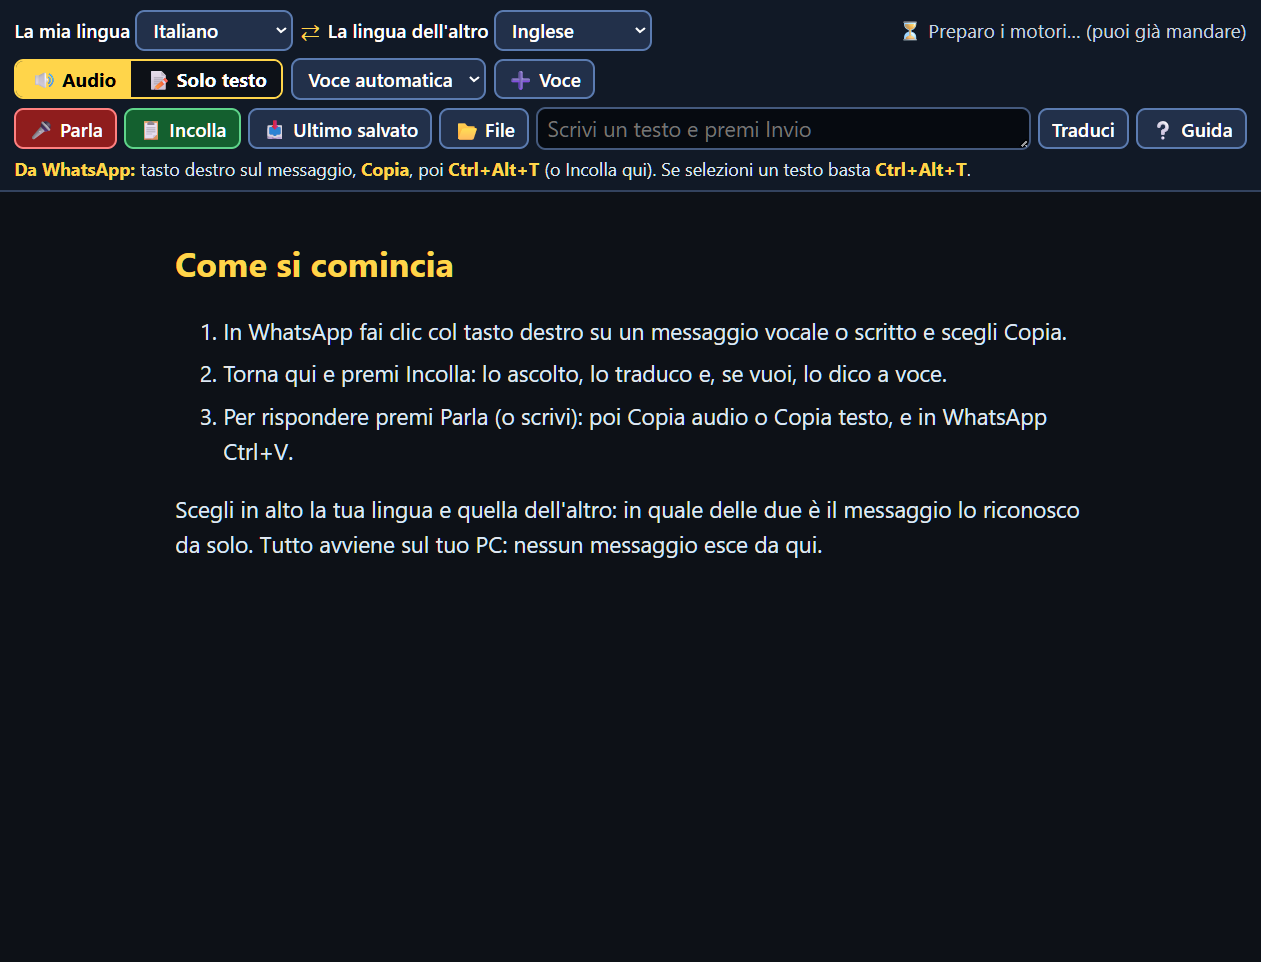 La mia lingua Italiano ⇄ La lingua dell'altro Inglese ⏳ Preparo i motori... (puoi già mandare)
🔊 Audio 📝 Solo testo Voce automatica ➕ Voce
🎤 Parla 📋 Incolla 📥 Ultimo salvato 📂 File Scrivi un testo e premi Invio Traduci ❔ Guida
Da WhatsApp: tasto destro sul messaggio, Copia, poi Ctrl+Alt+T (o Incolla qui). Se selezioni un testo basta Ctrl+Alt+T.
Come si comincia
1. In WhatsApp fai clic col tasto destro su un messaggio vocale o scritto e scegli Copia.
2. Torna qui e premi Incolla: lo ascolto, lo traduco e, se vuoi, lo dico a voce.
3. Per rispondere premi Parla (o scrivi): poi Copia audio o Copia testo, e in WhatsApp
Ctrl+V.
Scegli in alto la tua lingua e quella dell'altro: in quale delle due è il messaggio lo riconosco
da solo. Tutto avviene sul tuo PC: nessun messaggio esce da qui.